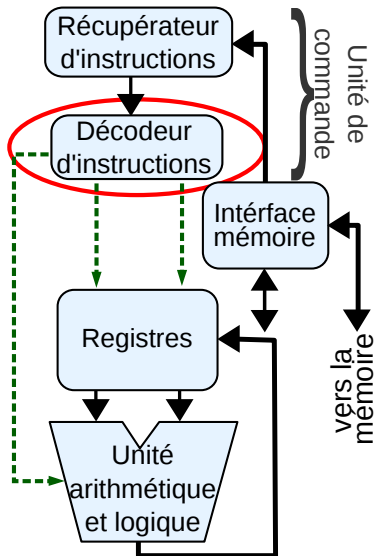 Récupérateur
d'instructions
Unité de
commande
Décodeur
d'instructions
Intérface
mémoire
Registres
vers la
mémoire
Unité
arithmétique
et logique